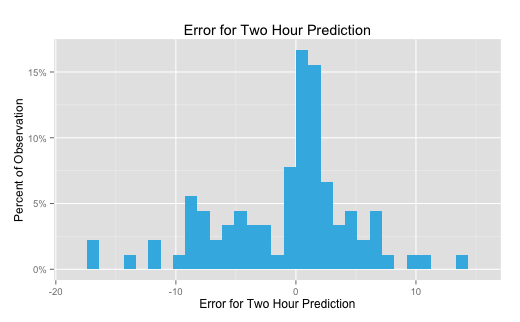 Error for Two Hour Prediction
Percent of Observation
15%
10%
5%
0%
-20
-10
0
10
Error for Two Hour Prediction